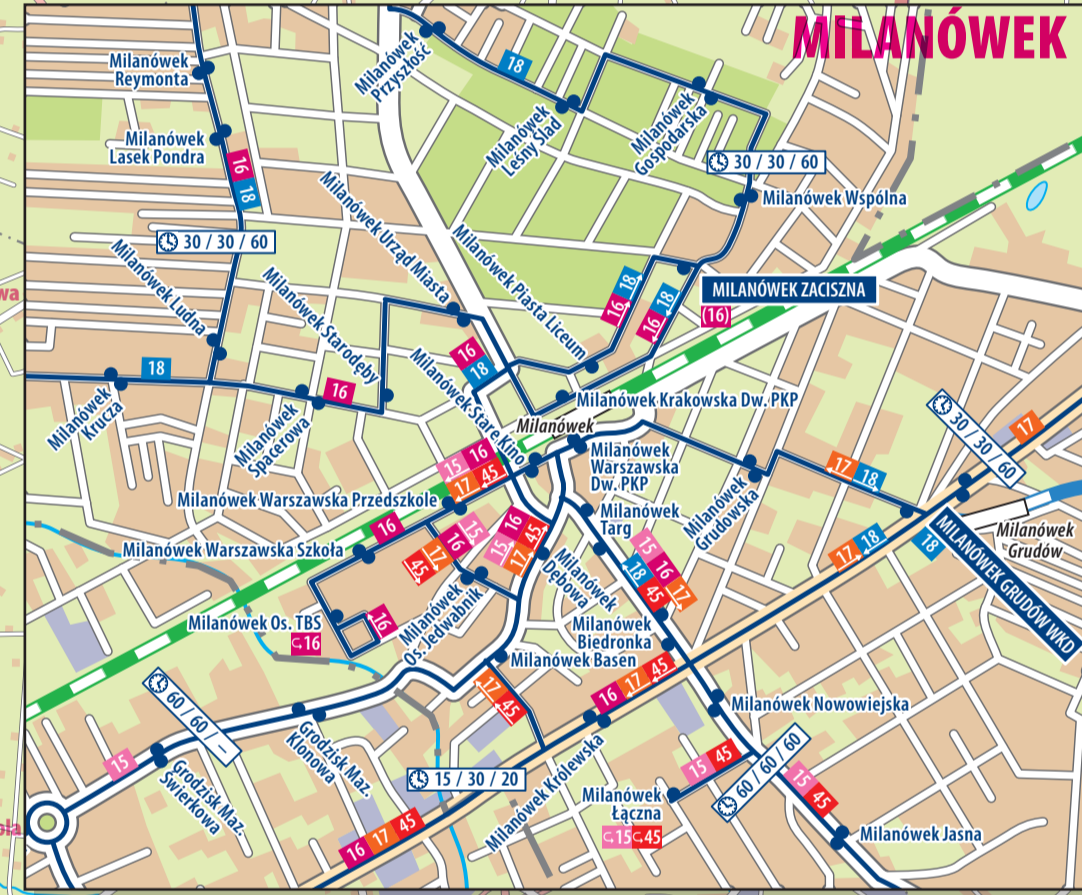 MILANÓWEK
Milanówek
Reymonta
Milanówek
Przyszłość
18
Milanówek
Lasek Pondra
16
18
Milanówek
Leśny Ślad
Milanówek
Gospodarska
30 / 30 / 60
Milanówek Wspólna
30 / 30 / 60
Milanówek Urząd Miasta
Milanówek Piasta Liceum
Milanówek Ludna
Milanówek Starodęby
16
18
16
18
MILANÓWEK ZACISZNA
(16)
wa
18
16
16
18
Milanówek
Krucza
Milanówek
Spacerowa
Milanówek Stare Kino
Milanówek Krakowska Dw. PKP
Milanówek
Milanówek
Warszawska
Dw. PKP
15
16
17
45
Milanówek Warszawska Przedszkole
Milanówek
Grudowska
17
18
30 / 30 / 60
17
Milanówek
Targ
16
Milanówek Warszawska Szkoła
45
17
16
15
15
16
17
45
Milanówek
Dębowa
15
16
17
18
45
17
18
18
MILANÓWEK GRUDÓW WKD
Milanówek
Grudów
Milanówek Os. TBS
16
16
Milanówek
Os. Jedwabnik
Milanówek
Biedronka
Milanówek Basen
17
45
16
17
45
Milanówek Nowowiejska
60 / 60 / –
15
Grodzisk Maz.
Klonowa
Grodzisk Maz.
Świerkowa
15 / 30 / 20
Milanówek Królewska
15
45
60 / 60 / 60
Milanówek
Łączna
15
45
15
45
Milanówek Jasna
16
17
45
ola